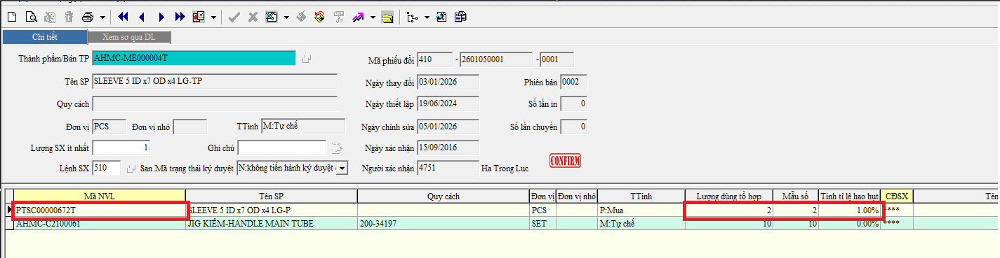 Chi tiết Xem sơ qua DL
Thành phẩm/Bán TP AHMC-ME000004T Mã phiếu đổi 410 - 2601050001 - 0001
Tên SP SLEEVE 5 ID x7 OD x4 LG-TP Ngày thay đổi 03/01/2026 Phiên bản 0002
Quy cách Ngày thiết lập 19/06/2024 Số lần in 0
Đơn vị PCS Đơn vị nhỏ TTinh M:Tự chế Ngày chính sửa 05/01/2026 Số lần chuyển 0
Lượng SX ít nhất 1 Ghi chú Ngày xác nhận 15/09/2016
Lệnh SX 510 San Mã trạng thái ký duyệt N:không tiến hành ký duyệt Người xác nhận 4751 Ha Trong Luc CONFIRM
Mã NVL Tên SP Quy cách Đơn vị Đơn vị nhỏ TTinh Lượng dùng tổ hợp Mẫu số Tính tỉ lệ hao hụt CĐSX Tên
PTSC00000672T SLEEVE 5 ID x7 OD x4 LG-P PCS P:Mua 2 2 1.00% ****
AHMC-C2100061 JIG KIỂM-HANDLE MAIN TUBE 200-34197 SET M:Tự chế 10 10 0.00% ****